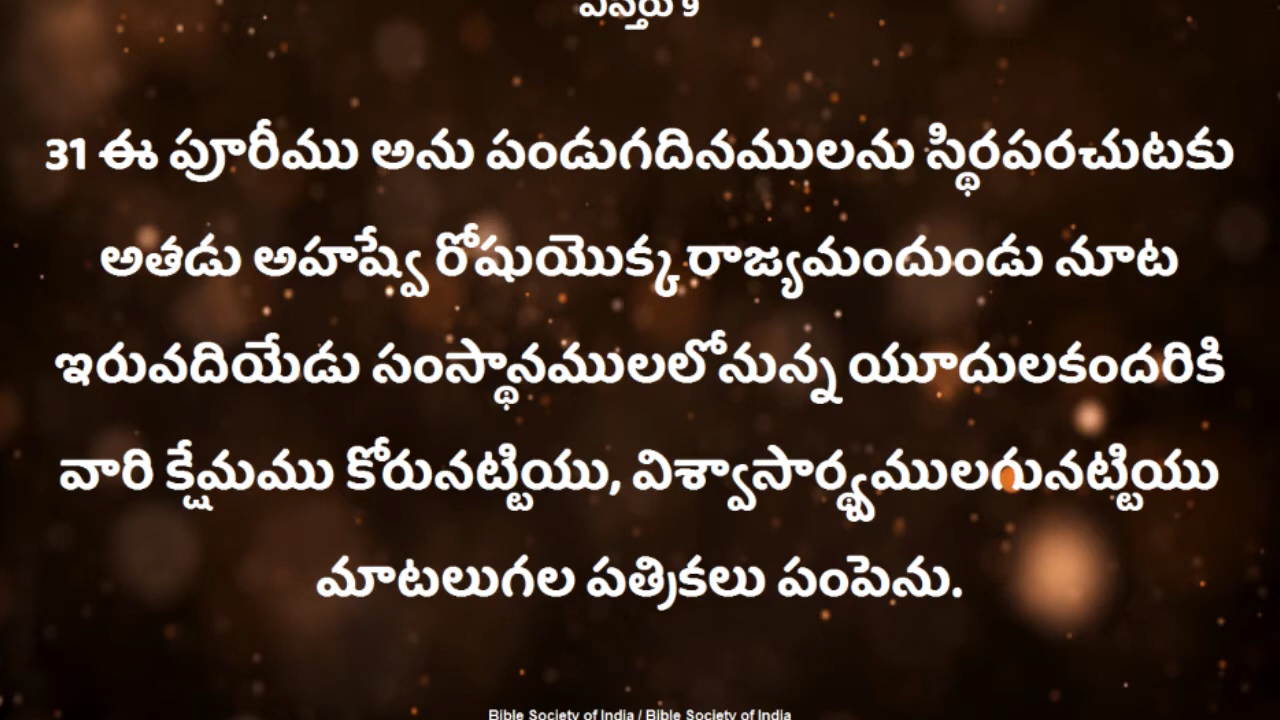 ఎస్తేరు 9
31 ఈ పూరీము అను పండుగదినములను స్థిరపరచుటకు
అతడు అహష్వే రోషుయొక్క రాజ్యమందుండు నూట
ఇరువదియేడు సంస్థానములలోనున్న యూదులకందరికి
వారి క్షేమము కోరునట్టియు, విశ్వాసార్థ్యములగునట్టియు
మాటలుగల పత్రికలు పంపెను.
Bible Society of India / Bible Society of India